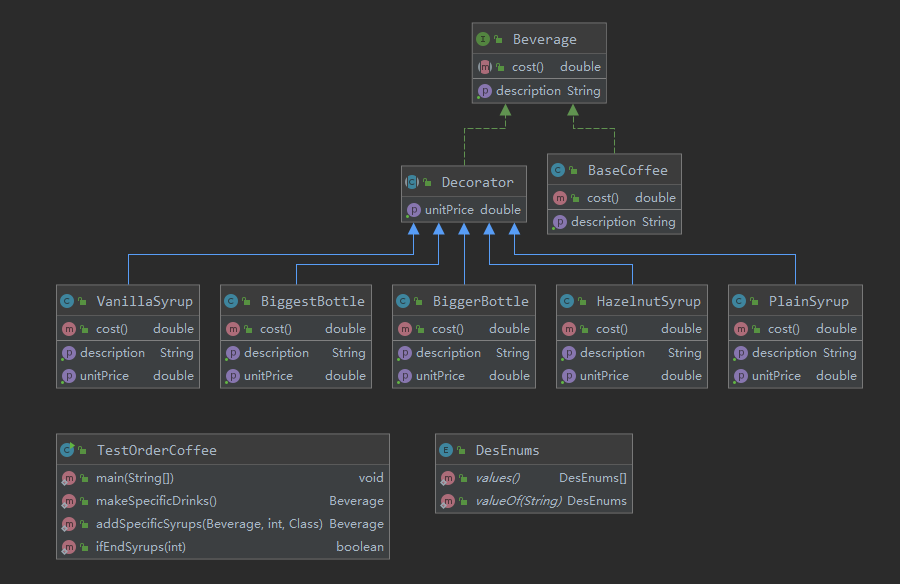 Beverage
cost() double
description String
Decorator
unitPrice double
BaseCoffee
cost() double
description String
VanillaSyrup
cost() double
description String
unitPrice double
BiggestBottle
cost() double
description String
unitPrice double
BiggerBottle
cost() double
description String
unitPrice double
HazelnutSyrup
cost() double
description String
unitPrice double
PlainSyrup
cost() double
description String
unitPrice double
TestOrderCoffee
main(String[]) void
makeSpecificDrinks() Beverage
addSpecificSyrups(Beverage, int, Class) Beverage
ifEndSyrups(int) boolean
DesEnums
values() DesEnums[]
valueOf(String) DesEnums